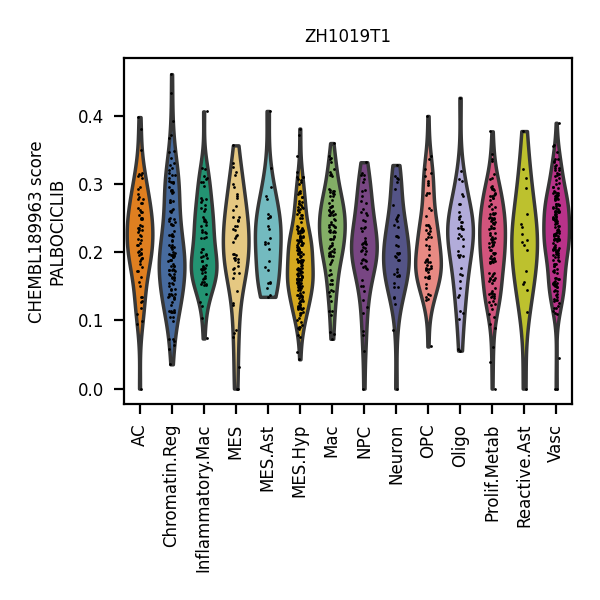 ZH1019T1
CHEMBL189963 score
PALBOCICLIB
0.4
0.3
0.2
0.1
0.0
AC
Chromatin.Reg
Inflammatory.Mac
MES
MES.Ast
MES.Hyp
Mac
NPC
Neuron
OPC
Oligo
Prolif.Metab
Reactive.Ast
Vasc